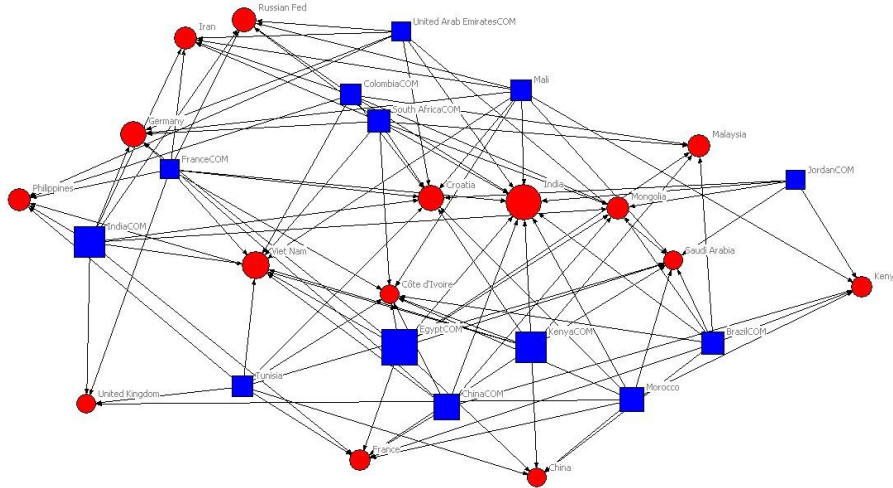 Russian Fed
Iran
United Arab EmiratesCOM
ColombiaCOM
Mali
South AfricaCOM
Germany
Malaysia
FranceCOM
JordanCOM
Philippines
Croatia
India
Mongolia
IndiaCOM
Viet Nam
Saudi Arabia
Côte d'Ivoire
Keny
EgyptCOM
KenyaCOM
BrazilCOM
Tunisia
United Kingdom
ChinaCOM
Morocco
France
China